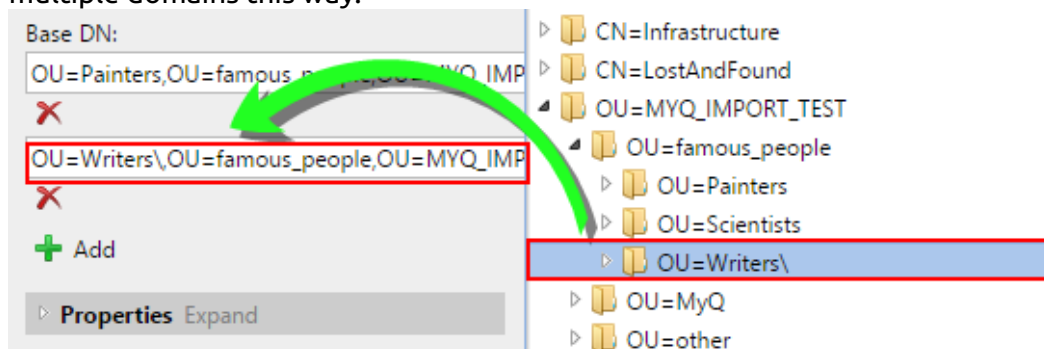 multiple domains this way.
Base DN:
OU=Painters,OU=famous_people,OU=MYQ_IMP
OU=Writers\,OU=famous_people,OU=MYQ_IMP
Add
Properties Expand
CN=Infrastructure
CN=LostAndFound
OU=MYQ_IMPORT_TEST
OU=famous_people
OU=Painters
OU=Scientists
OU=Writers\
OU=MyQ
OU=other